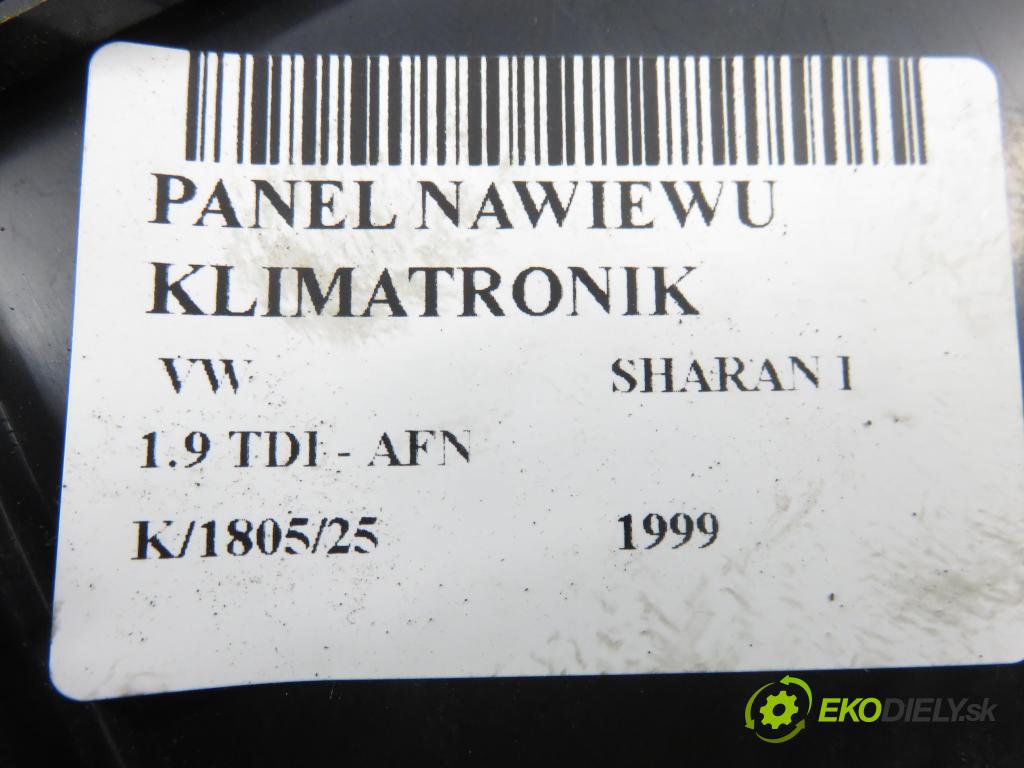 PANEL NAWIEWU
KLIMATRONIK
VW SHARAN I
1.9 TDI - AFN
K/1805/25 1999
EKODIELY.sk